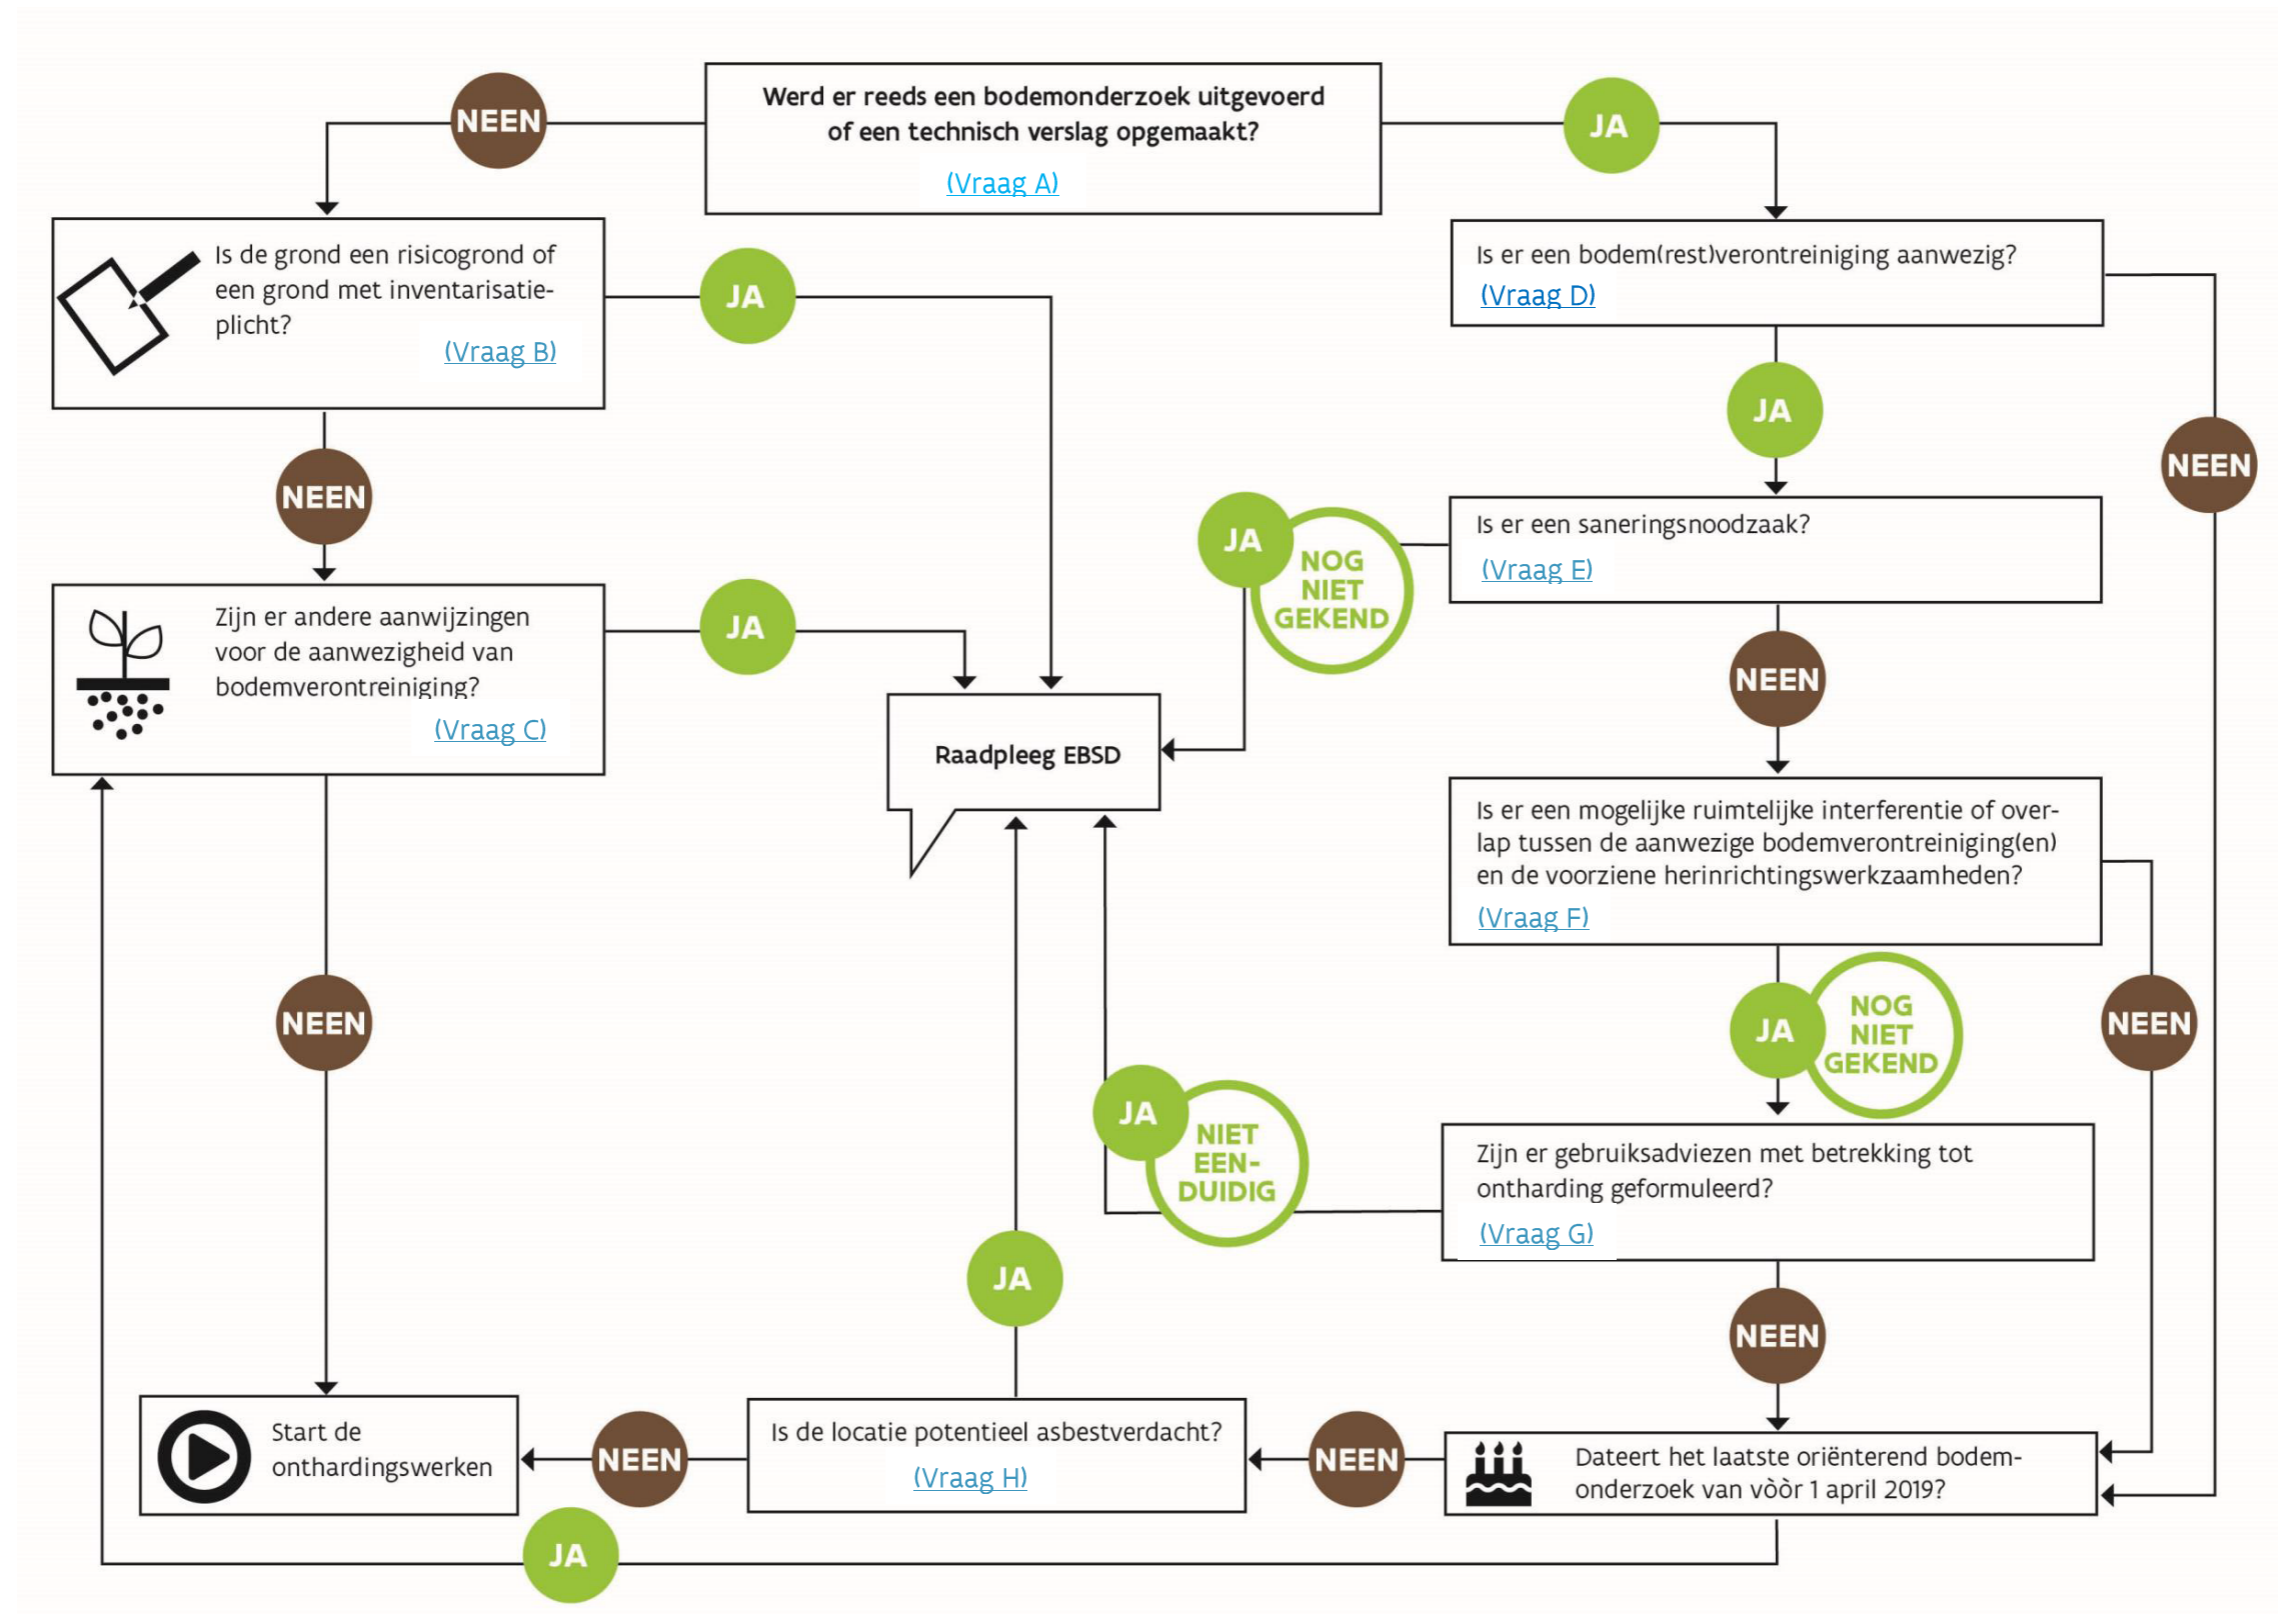 Werd er reeds een bodemonderzoek uitgevoerd
of een technisch verslag opgemaakt?
(Vraag A)
NEEN
JA
Is de grond een risicogrond of
een grond met inventarisatie-
plicht?
(Vraag B)
JA
NEEN
Is er een bodem(rest)verontreiniging aanwezig?
(Vraag D)
JA
NEEN
Zijn er andere aanwijzingen
voor de aanwezigheid van
bodemverontreiniging?
(Vraag C)
JA
NEEN
Is er een saneringsnoodzaak?
(Vraag E)
JA
NOG
NIET
GEKEND
NEEN
Raadpleeg EBSD
Is er een mogelijke ruimtelijke interferentie of over-
lap tussen de aanwezige bodemverontreiniging(en)
en de voorziene herinrichtingswerkzaamheden?
(Vraag F)
JA
NOG
NIET
GEKEND
NEEN
Zijn er gebruiksadviezen met betrekking tot
ontharding geformuleerd?
(Vraag G)
JA
NIET
EEN-
DUIDIG
NEEN
Dateert het laatste oriënterend bodem-
onderzoek van vòòr 1 april 2019?
NEEN
JA
Is de locatie potentieel asbestverdacht?
(Vraag H)
JA
NEEN
Start de
onthardingswerken